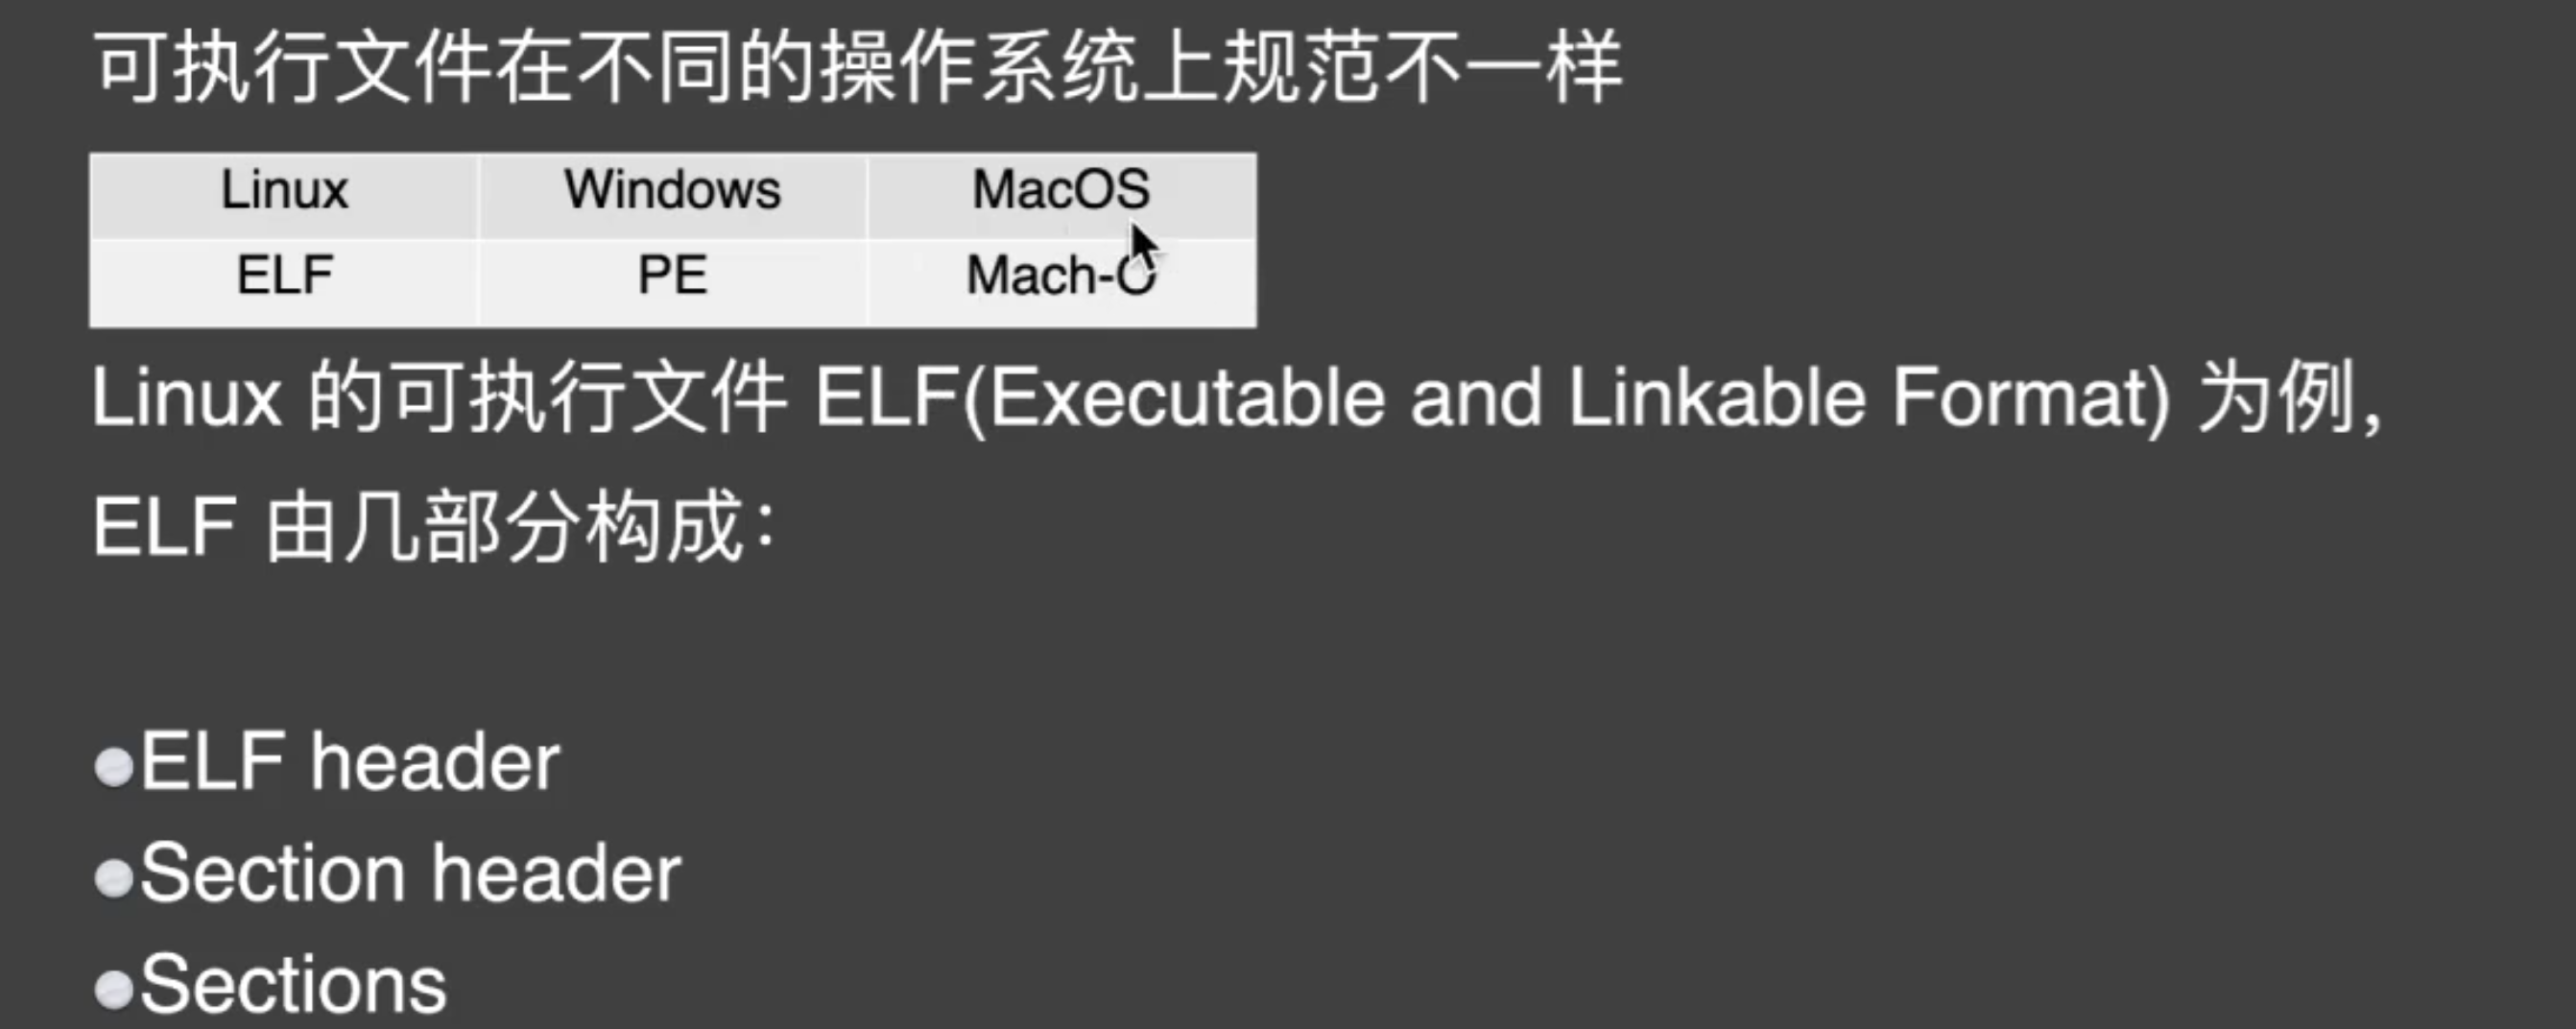 可执行文件在不同的操作系统上规范不一样
Linux Windows MacOS
ELF PE Mach-O
Linux 的可执行文件 ELF(Executable and Linkable Format) 为例，
ELF 由几部分构成：
ELF header
Section header
Sections